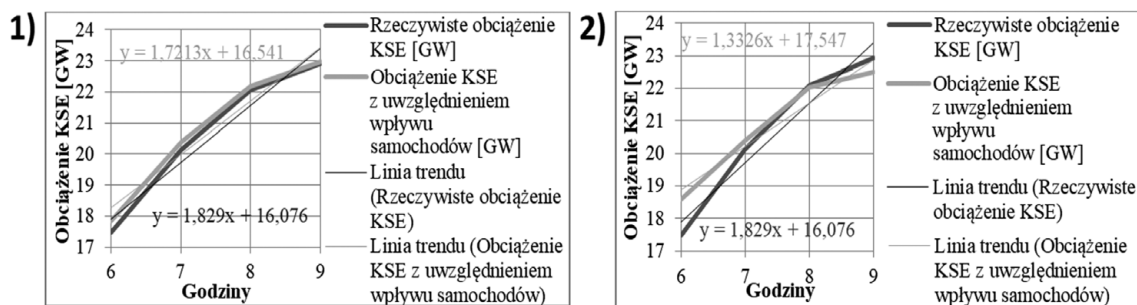 1)
Obciążenie KSE [GW]
24
23
22
21
20
19
18
17
y = 1,7213x + 16,541
y = 1,829x + 16,076
6 7 8 9
Godziny
Rzeczywiste obciążenie
KSE [GW]
Obciążenie KSE
z uwzględnieniem
wpływu
samochodów [GW]
Linia trendu
(Rzeczywiste obciążenie
KSE)
Linia trendu (Obciążenie
KSE z uwzględnieniem
wpływu samochodów)
2)
Obciążenie KSE [GW]
24
23
22
21
20
19
18
17
y = 1,3326x + 17,547
y = 1,829x + 16,076
6 7 8 9
Godziny
Rzeczywiste obciążenie
KSE [GW]
Obciążenie KSE
z uwzględnieniem
wpływu
samochodów [GW]
Linia trendu (Rzeczywiste
obciążenie KSE)
Linia trendu (Obciążenie
KSE z uwzględnieniem
wpływu samochodów)